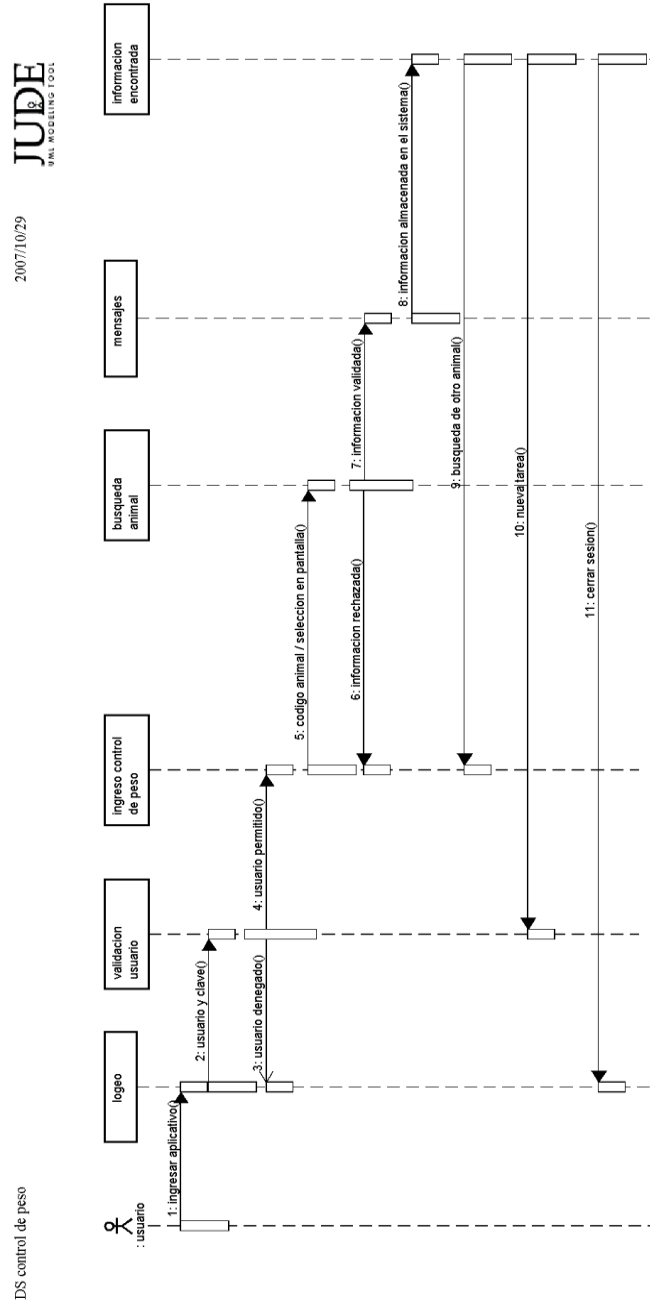 DS control de peso
2007/10/29
JUDE
UML MODELING TOOL
: usuario
logeo
validacion
usuario
ingreso control
de peso
busqueda
animal
mensajes
informacion
encontrada
1: ingresar aplicativo()
2: usuario y clave()
3: usuario denegado()
4: usuario permitido()
5: codigo animal / seleccion en pantalla()
6: informacion rechazada()
7: informacion validada()
8: informacion almacenada en el sistema()
9: busqueda de otro animal()
10: nueva tarea()
11: cerrar sesion()